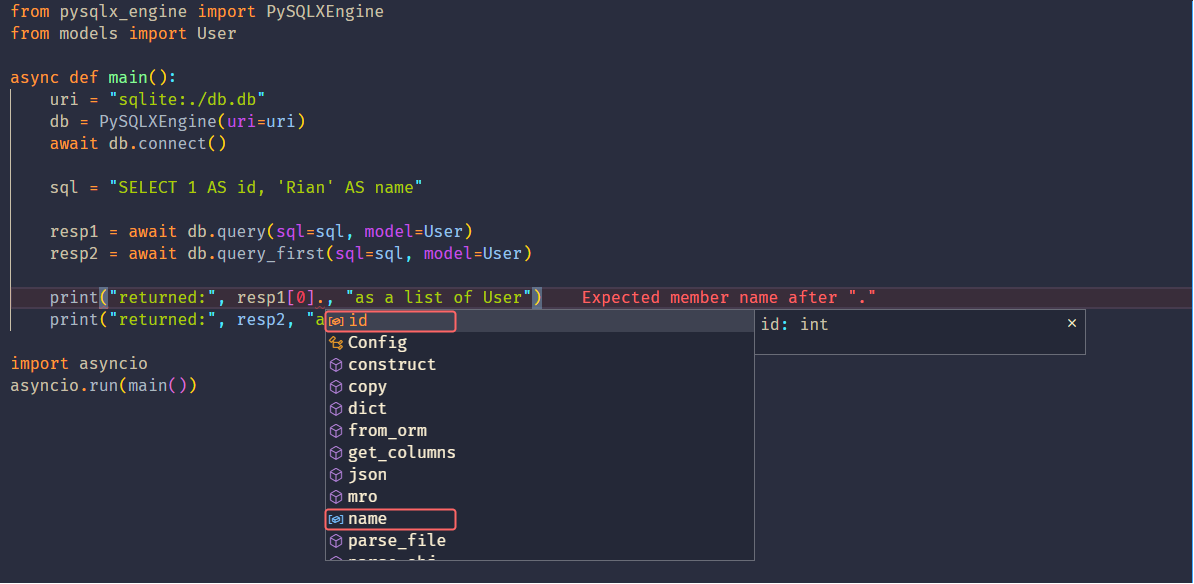 from pysqlx_engine import PySQLXEngine
from models import User
async def main():
    uri = "sqlite:./db.db"
    db = PySQLXEngine(uri=uri)
    await db.connect()
    sql = "SELECT 1 AS id, 'Rian' AS name"
    resp1 = await db.query(sql=sql, model=User)
    resp2 = await db.query_first(sql=sql, model=User)
    print("returned:", resp1[0]., "as a list of User")    Expected member name after "."
    print("returned:", resp2, "a
id
id: int ×
Config
construct
copy
dict
from_orm
get_columns
json
mro
name
parse_file
import asyncio
asyncio.run(main())